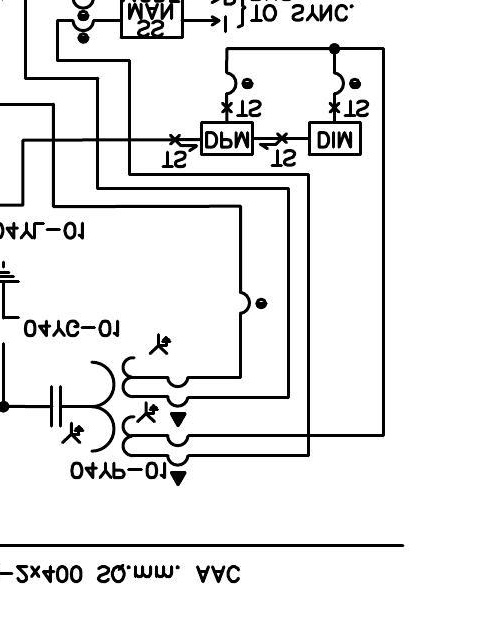 TO SYNC.
MAN
SS
TS
TS
DPM
DIM
TS
TS
04YL-01
04YG-01
04YP-01
-2x400 SQ.mm. AAC